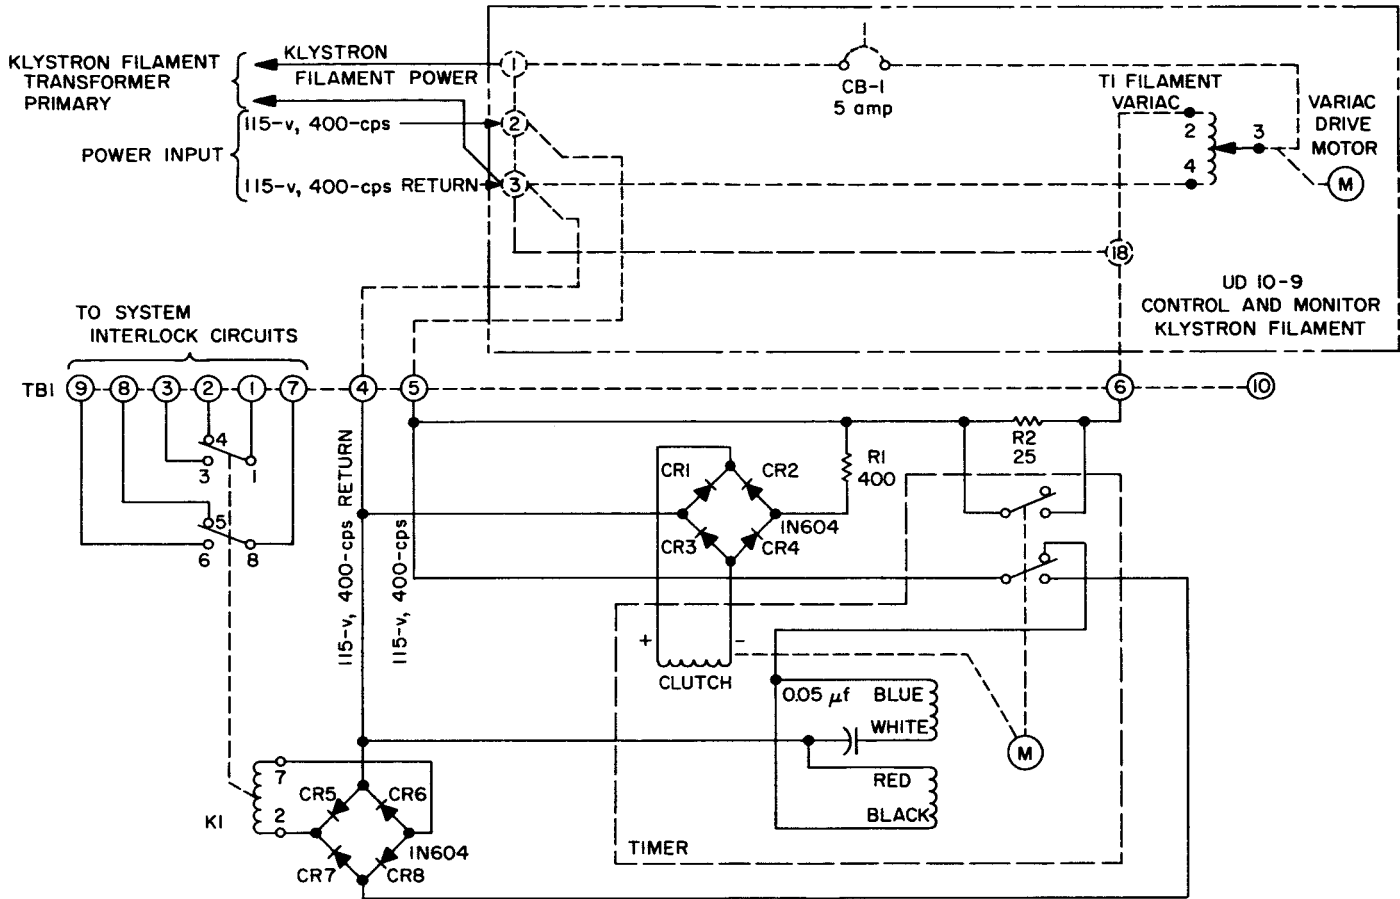 KLYSTRON FILAMENT
TRANSFORMER
PRIMARY
KLYSTRON
FILAMENT POWER
115-v, 400-cps
POWER INPUT
115-v, 400-cps RETURN
1
2
3
CB-1
5 amp
T1 FILAMENT
VARIAC
2
4
3
VARIAC
DRIVE
MOTOR
M
18
UD 10-9
CONTROL AND MONITOR
KLYSTRON FILAMENT
TO SYSTEM
INTERLOCK CIRCUITS
TB1
9
8
3
2
1
7
4
5
6
10
4
3
1
5
6
8
115-v, 400-cps RETURN
115-v, 400-cps
CR1
CR2
CR3
CR4
IN604
R1
400
R2
25
+
-
CLUTCH
0.05 μf
BLUE
WHITE
RED
BLACK
M
TIMER
K1
7
2
CR5
CR6
CR7
CR8
IN604